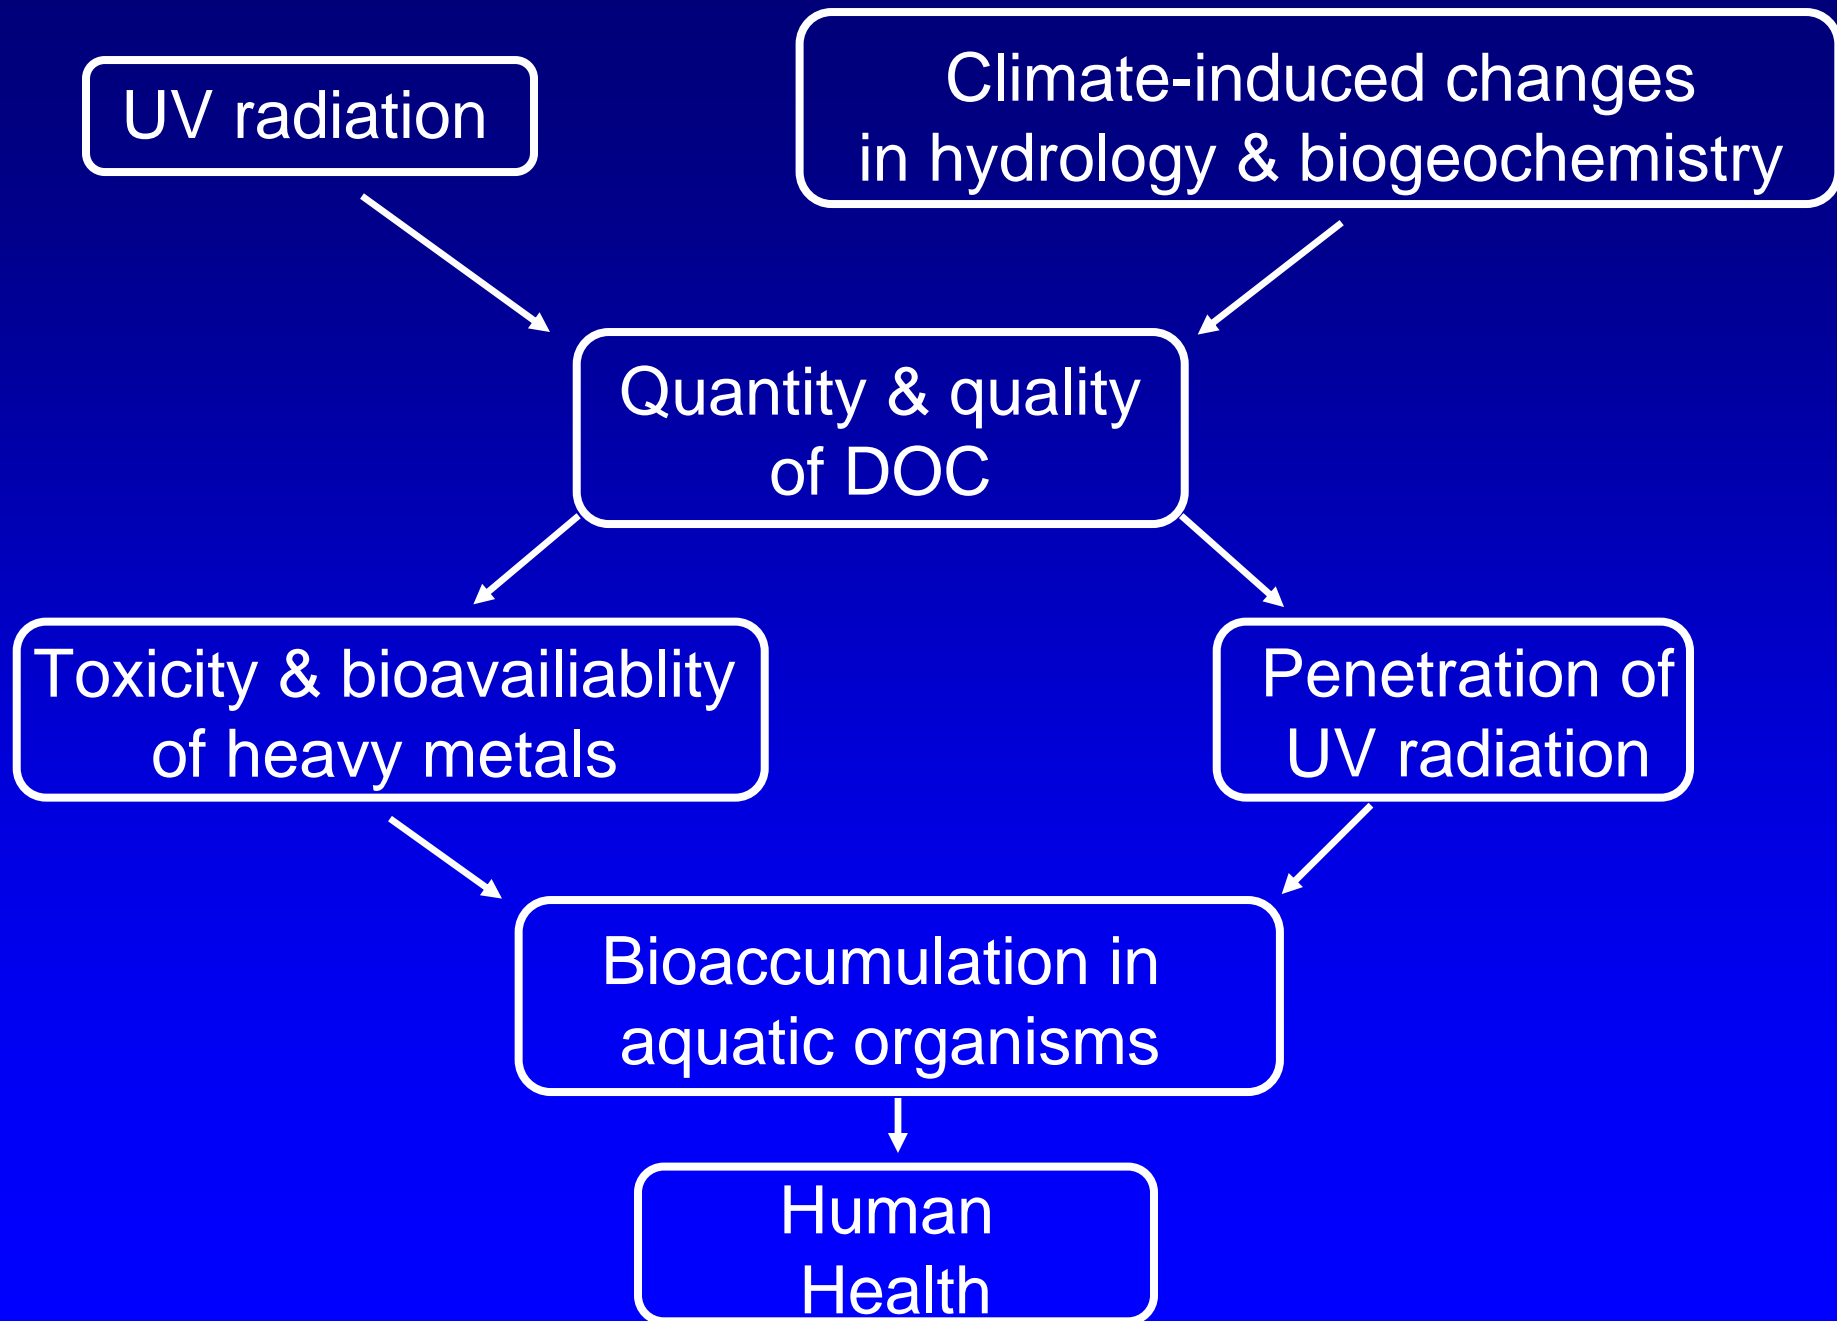 UV radiation
Climate-induced changes
in hydrology & biogeochemistry
Quantity & quality
of DOC
Toxicity & bioavailiablity
of heavy metals
Penetration of
UV radiation
Bioaccumulation in
aquatic organisms
Human
Health